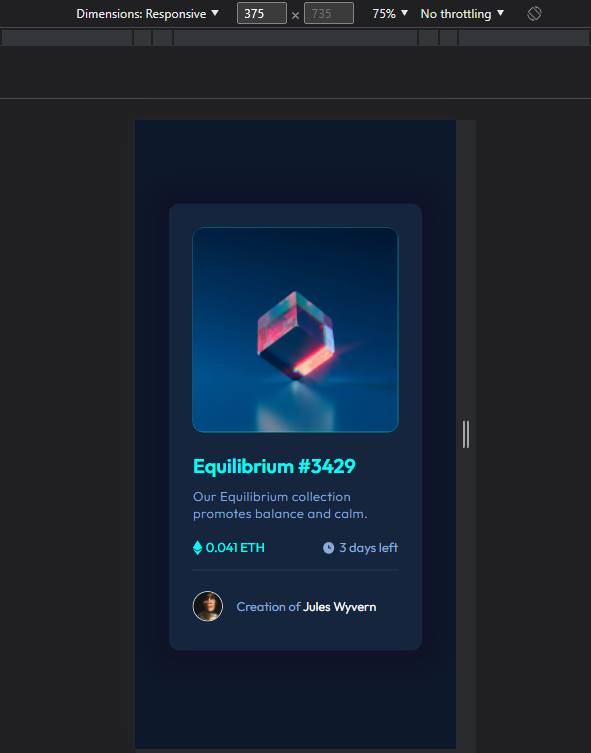 Dimensions: Responsive 375 × 735 75% No throttling
Equilibrium #3429
Our Equilibrium collection
promotes balance and calm.
0.041 ETH 3 days left
Creation of Jules Wyvern